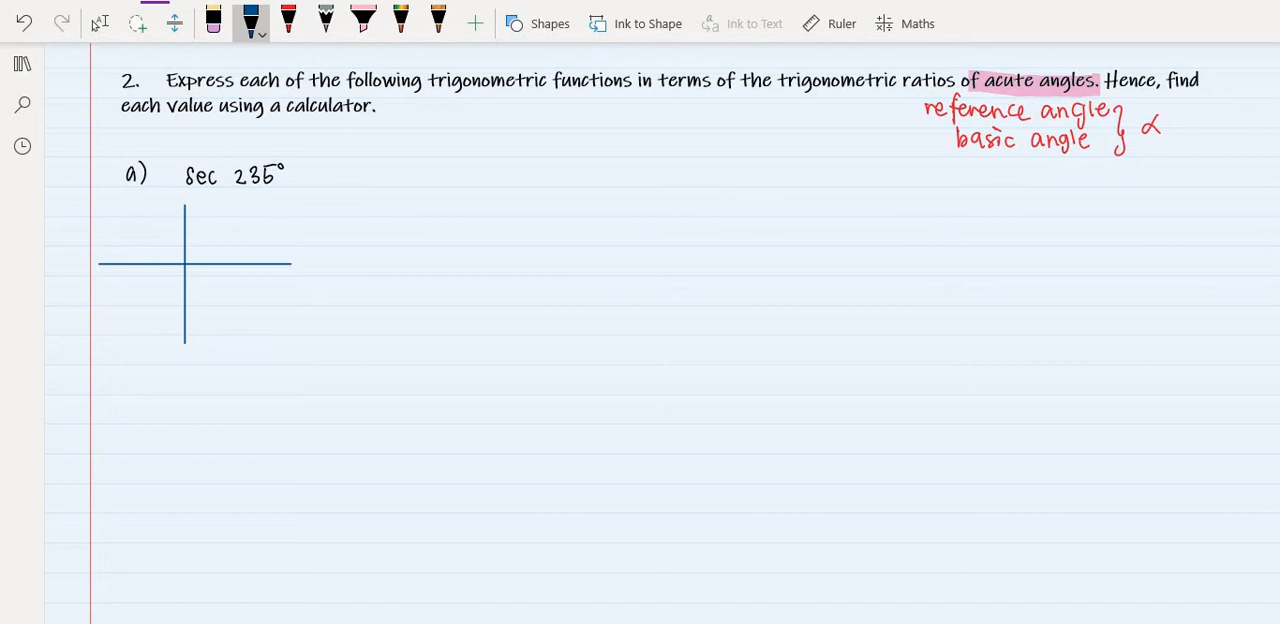 Shapes Ink to Shape Ink to Text Ruler Maths
2. Express each of the following trigonometric functions in terms of the trigonometric ratios of acute angles. Hence, find
each value using a calculator.
reference angle
basic angle } α
a) sec 235°